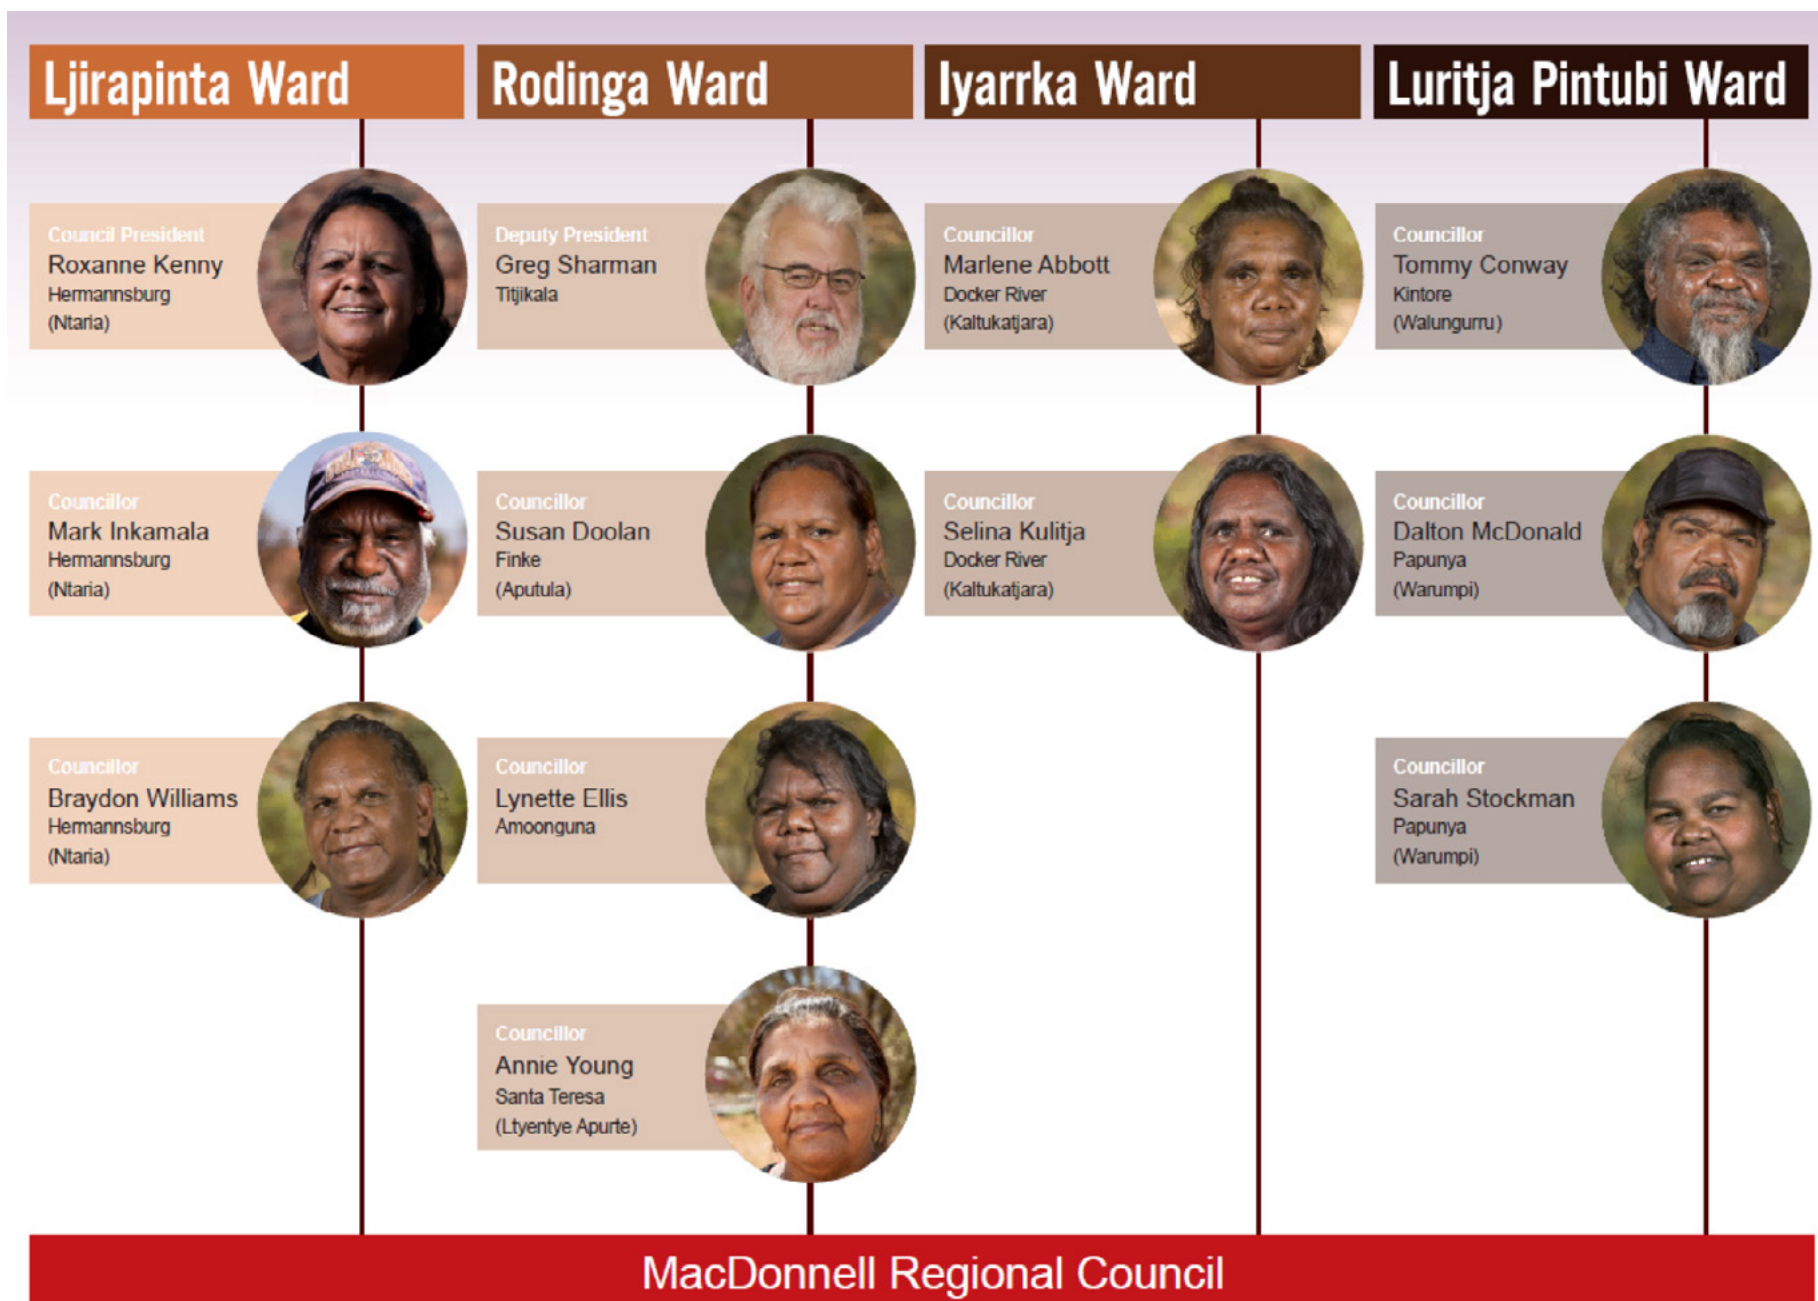 Ljirapinta Ward
Council President
Roxanne Kenny
Hermannsburg
(Ntaria)
Councillor
Mark Inkamala
Hermannsburg
(Ntaria)
Councillor
Braydon Williams
Hermannsburg
(Ntaria)
Rodinga Ward
Deputy President
Greg Sharman
Titjikala
Councillor
Susan Doolan
Finke
(Aputula)
Councillor
Lynette Ellis
Amoonguna
Councillor
Annie Young
Santa Teresa
(Ltyentye Apurte)
Iyarrka Ward
Councillor
Marlene Abbott
Docker River
(Kaltukatjara)
Councillor
Selina Kulitja
Docker River
(Kaltukatjara)
Luritja Pintubi Ward
Councillor
Tommy Conway
Kintore
(Walungurru)
Councillor
Dalton McDonald
Papunya
(Warumpi)
Councillor
Sarah Stockman
Papunya
(Warumpi)
MacDonnell Regional Council